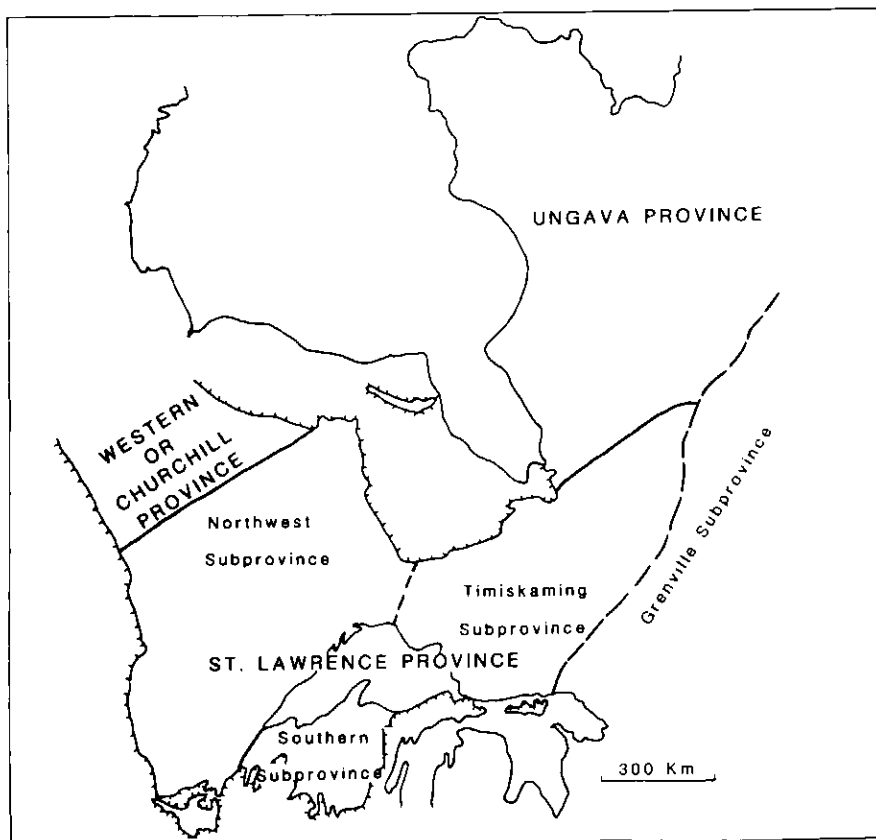 UNGAVA PROVINCE
WESTERN
OR
CHURCHILL
PROVINCE
Northwest
Subprovince
Timiskaming
Subprovince
Grenville Subprovince
ST. LAWRENCE PROVINCE
Southern
Subprovince
300 Km